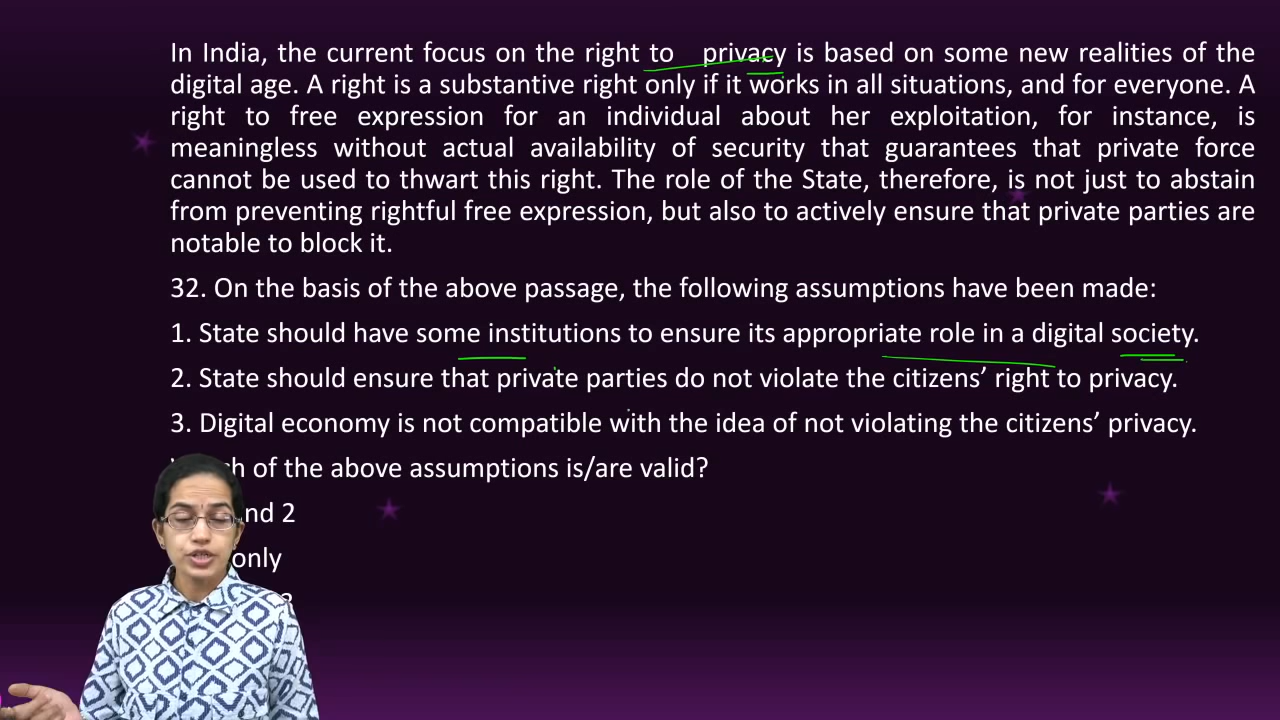 In India, the current focus on the right to privacy is based on some new realities of the
digital age. A right is a substantive right only if it works in all situations, and for everyone. A
right to free expression for an individual about her exploitation, for instance, is
meaningless without actual availability of security that guarantees that private force
cannot be used to thwart this right. The role of the State, therefore, is not just to abstain
from preventing rightful free expression, but also to actively ensure that private parties are
notable to block it.
32. On the basis of the above passage, the following assumptions have been made:
1. State should have some institutions to ensure its appropriate role in a digital society.
2. State should ensure that private parties do not violate the citizens’ right to privacy.
3. Digital economy is not compatible with the idea of not violating the citizens’ privacy.
of the above assumptions is/are valid?
2
only